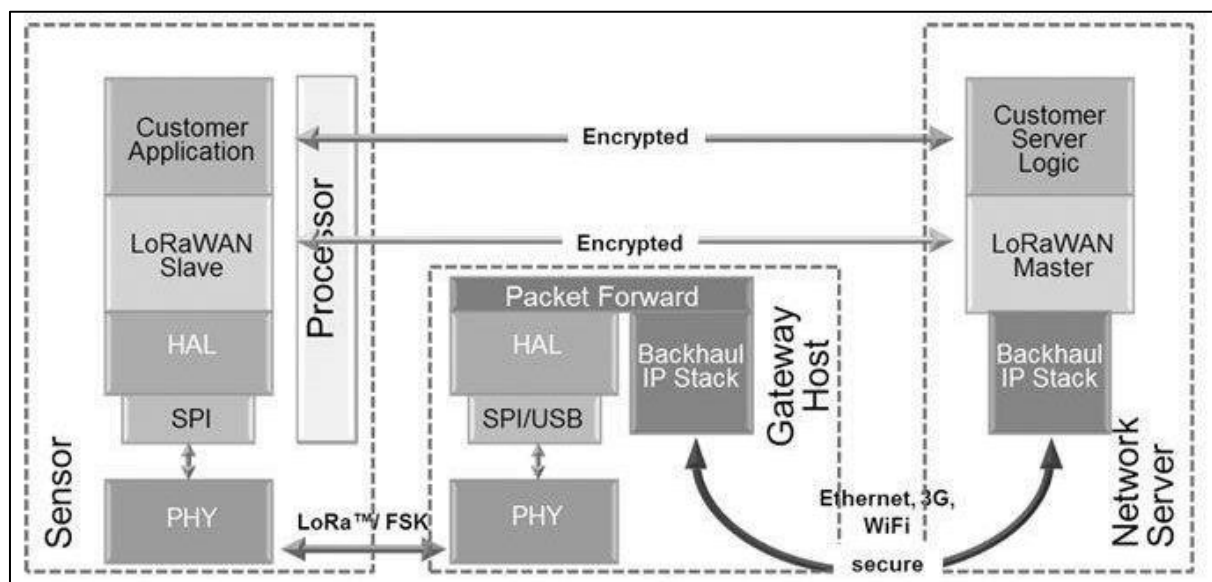 Sensor
Customer
Application
LoRaWAN
Slave
HAL
SPI
PHY
Processor
Encrypted
Encrypted
LoRa™/ FSK
Packet Forward
HAL
SPI/USB
PHY
Backhaul
IP Stack
Gateway
Host
Ethernet, 3G,
WiFi
secure
Customer
Server
Logic
LoRaWAN
Master
Backhaul
IP Stack
Network
Server